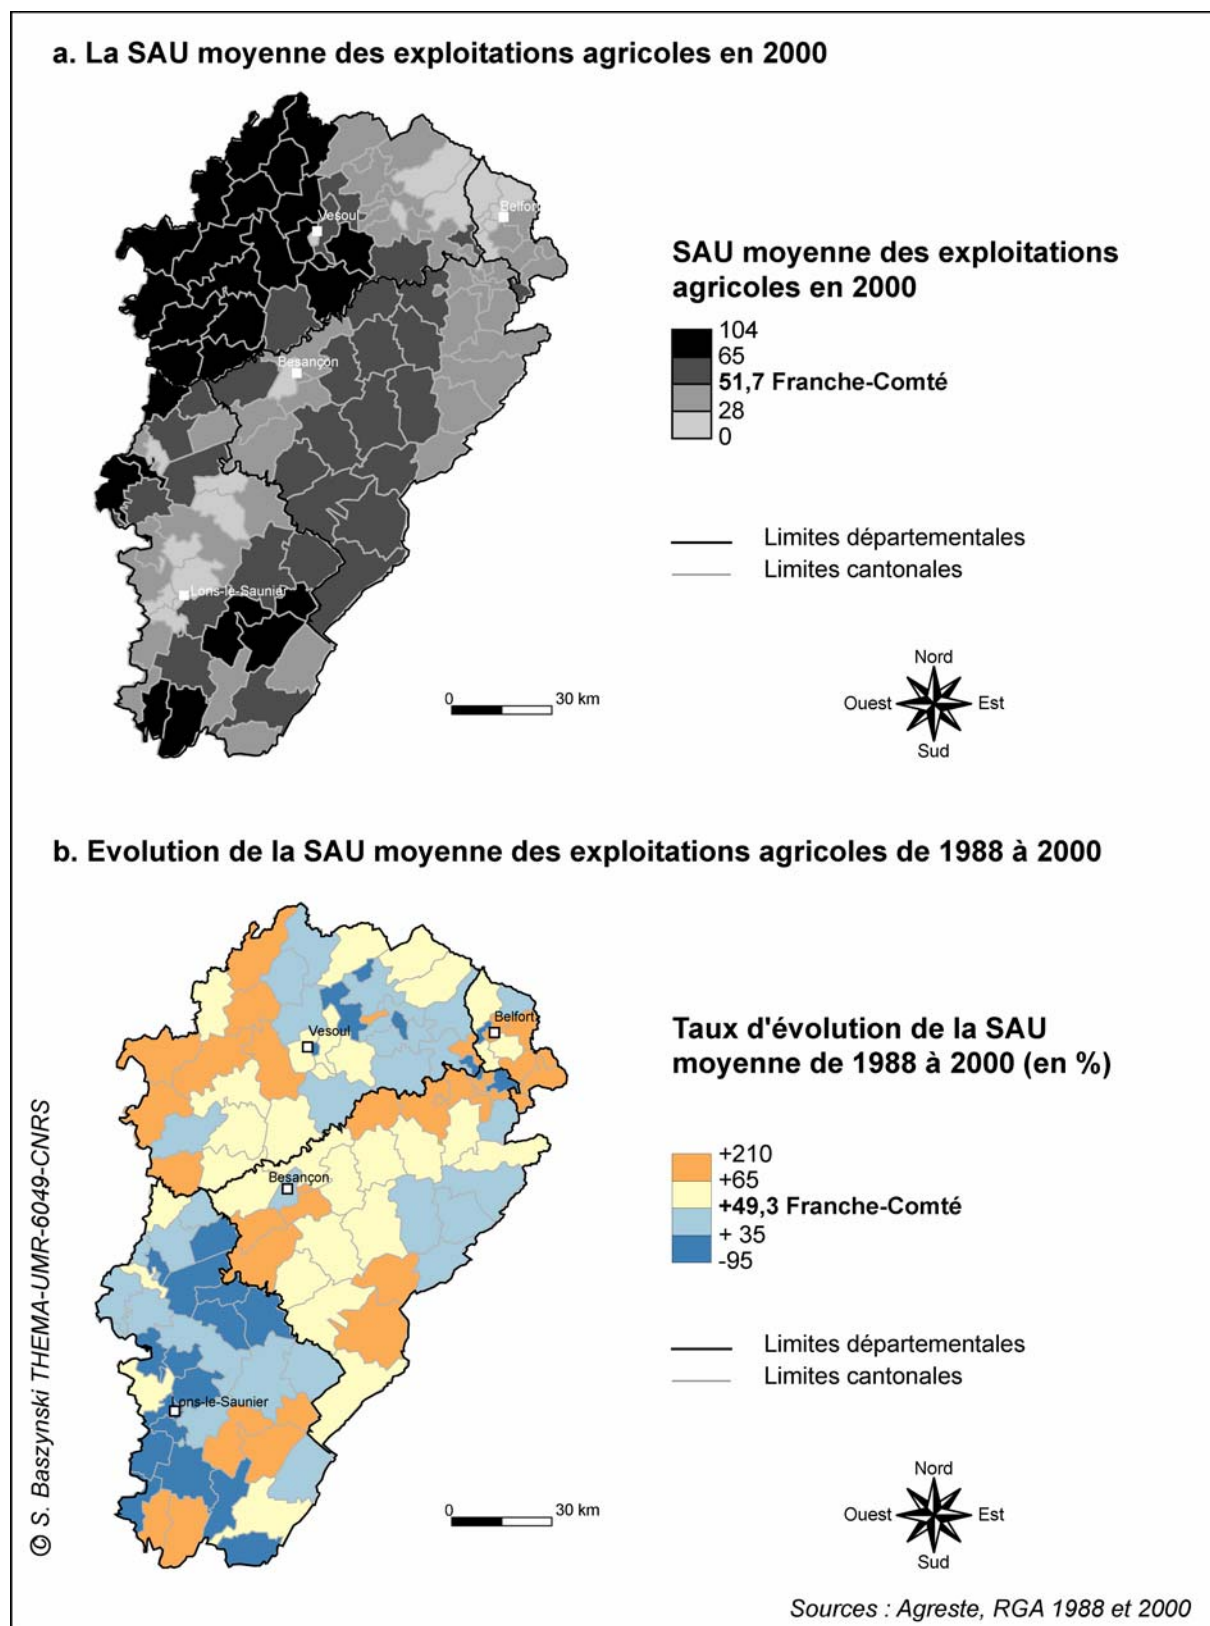 a. La SAU moyenne des exploitations agricoles en 2000
Vesoul
Belfort
Besançon
Lons-le-Saunier
SAU moyenne des exploitations
agricoles en 2000
104
65
51,7 Franche-Comté
28
0
Limites départementales
Limites cantonales
0 30 km
Nord
Ouest Est
Sud
b. Evolution de la SAU moyenne des exploitations agricoles de 1988 à 2000
Vesoul
Belfort
Besançon
Lons-le-Saunier
Taux d'évolution de la SAU
moyenne de 1988 à 2000 (en %)
+210
+65
+49,3 Franche-Comté
+ 35
-95
Limites départementales
Limites cantonales
0 30 km
Nord
Ouest Est
Sud
© S. Baszynski THEMA-UMR-6049-CNRS
Sources : Agreste, RGA 1988 et 2000